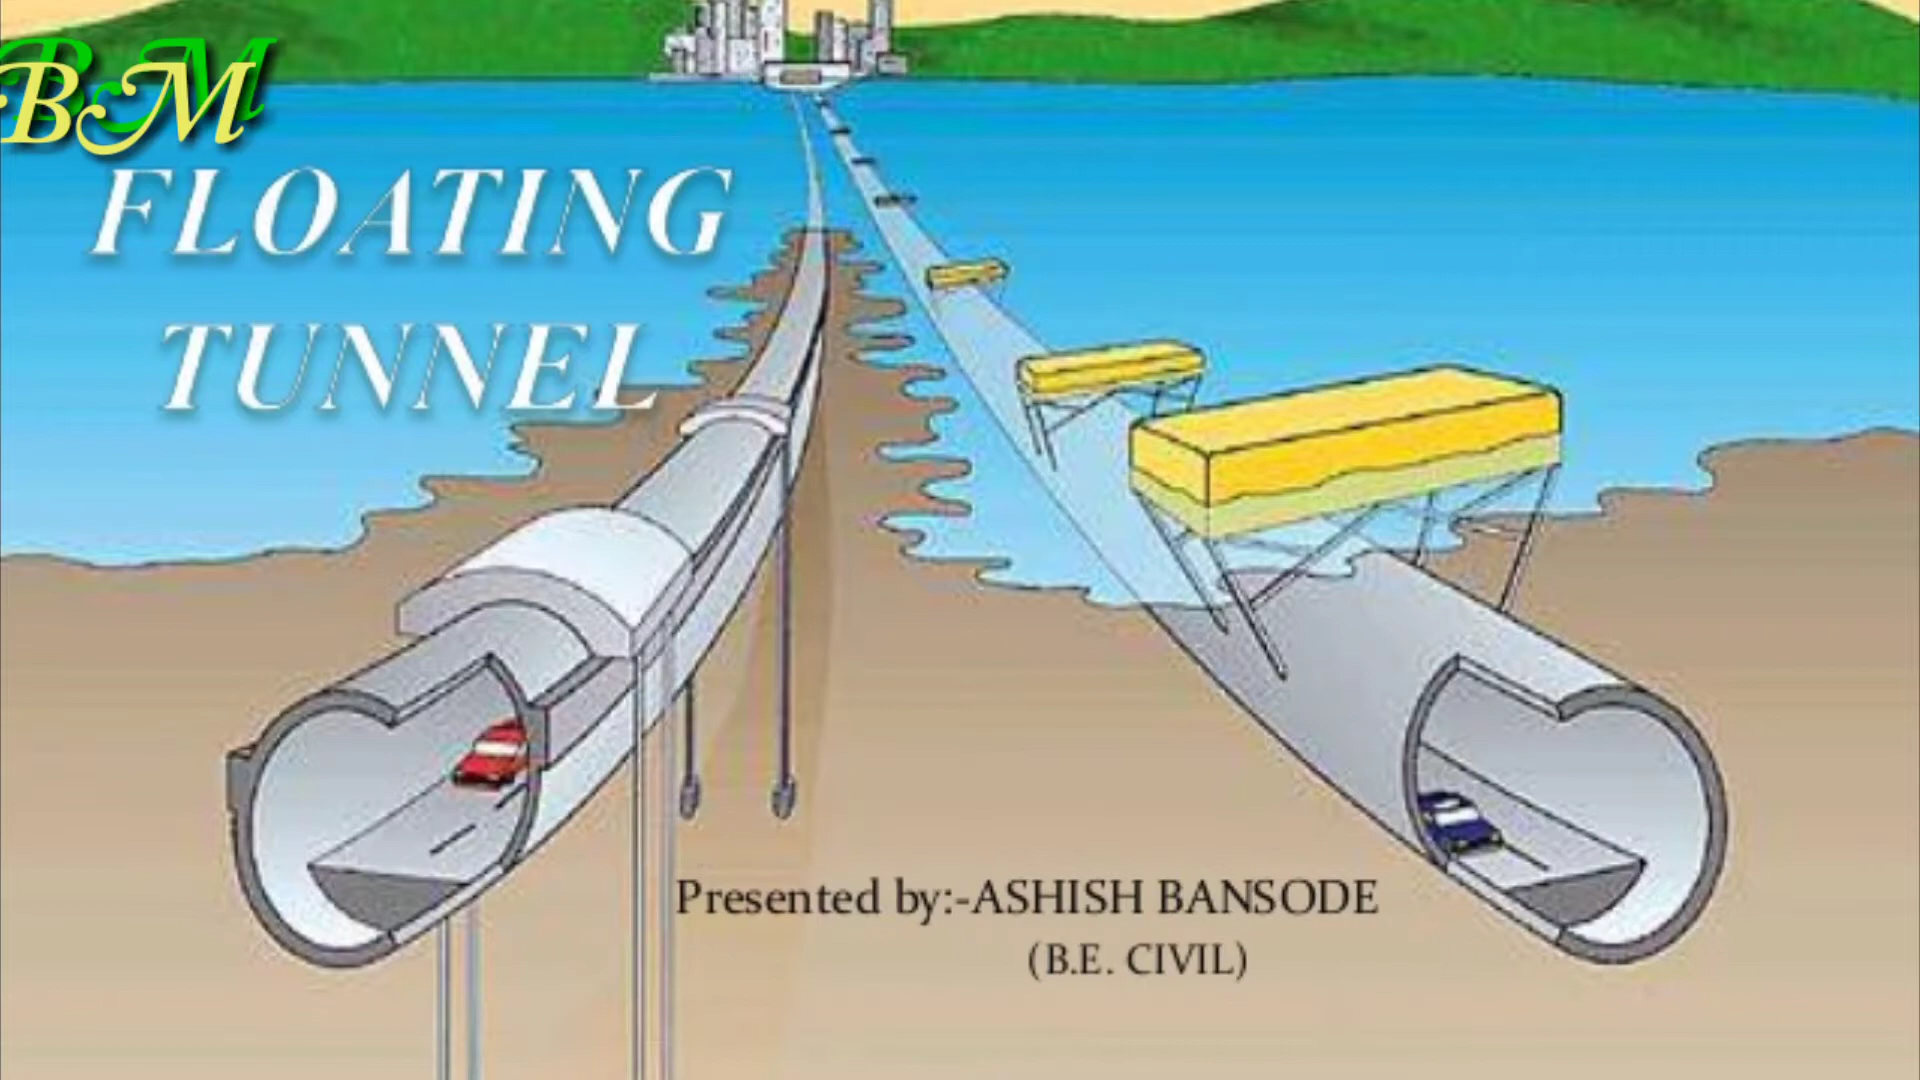 BM
FLOATING
TUNNEL
Presented by:-ASHISH BANSODE
(B.E. CIVIL)